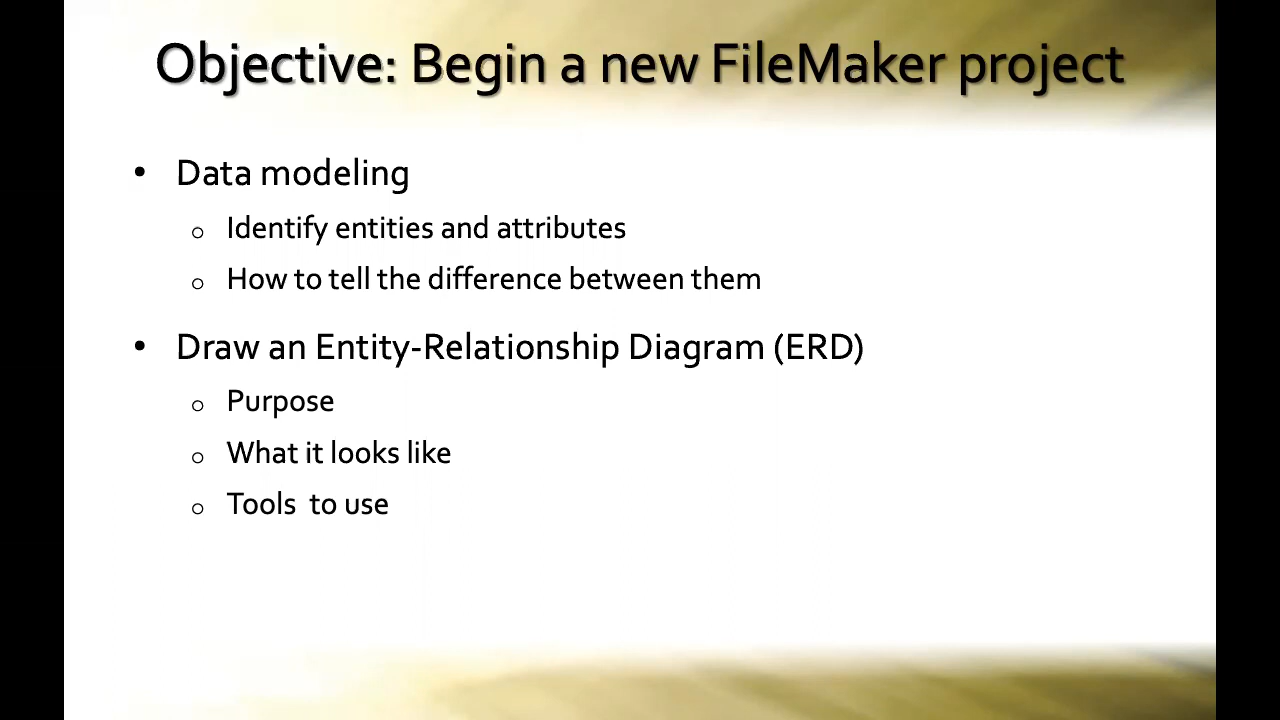 Objective: Begin a new FileMaker project
• Data modeling
o Identify entities and attributes
o How to tell the difference between them
• Draw an Entity-Relationship Diagram (ERD)
o Purpose
o What it looks like
o Tools  to use